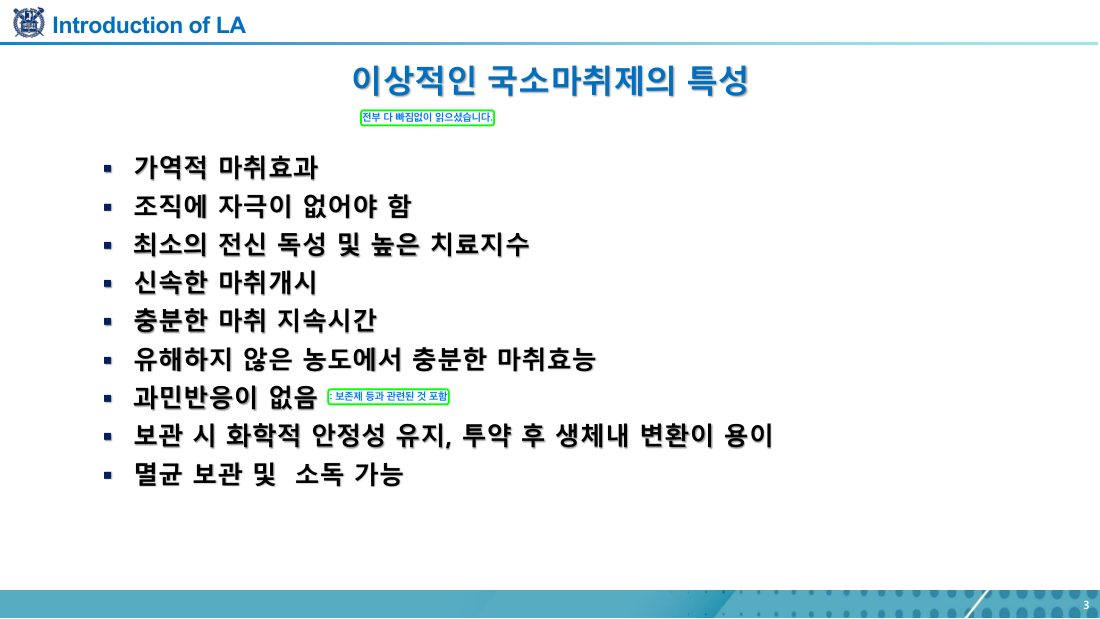 Introduction of LA
이상적인 국소마취제의 특성
전부 다 빠짐없이 읽으셨습니다.
▪ 가역적 마취효과
▪ 조직에 자극이 없어야 함
▪ 최소의 전신 독성 및 높은 치료지수
▪ 신속한 마취개시
▪ 충분한 마취 지속시간
▪ 유해하지 않은 농도에서 충분한 마취효능
▪ 과민반응이 없음 : 보존제 등과 관련된 것 포함
▪ 보관 시 화학적 안정성 유지, 투약 후 생체내 변환이 용이
▪ 멸균 보관 및 소독 가능
3